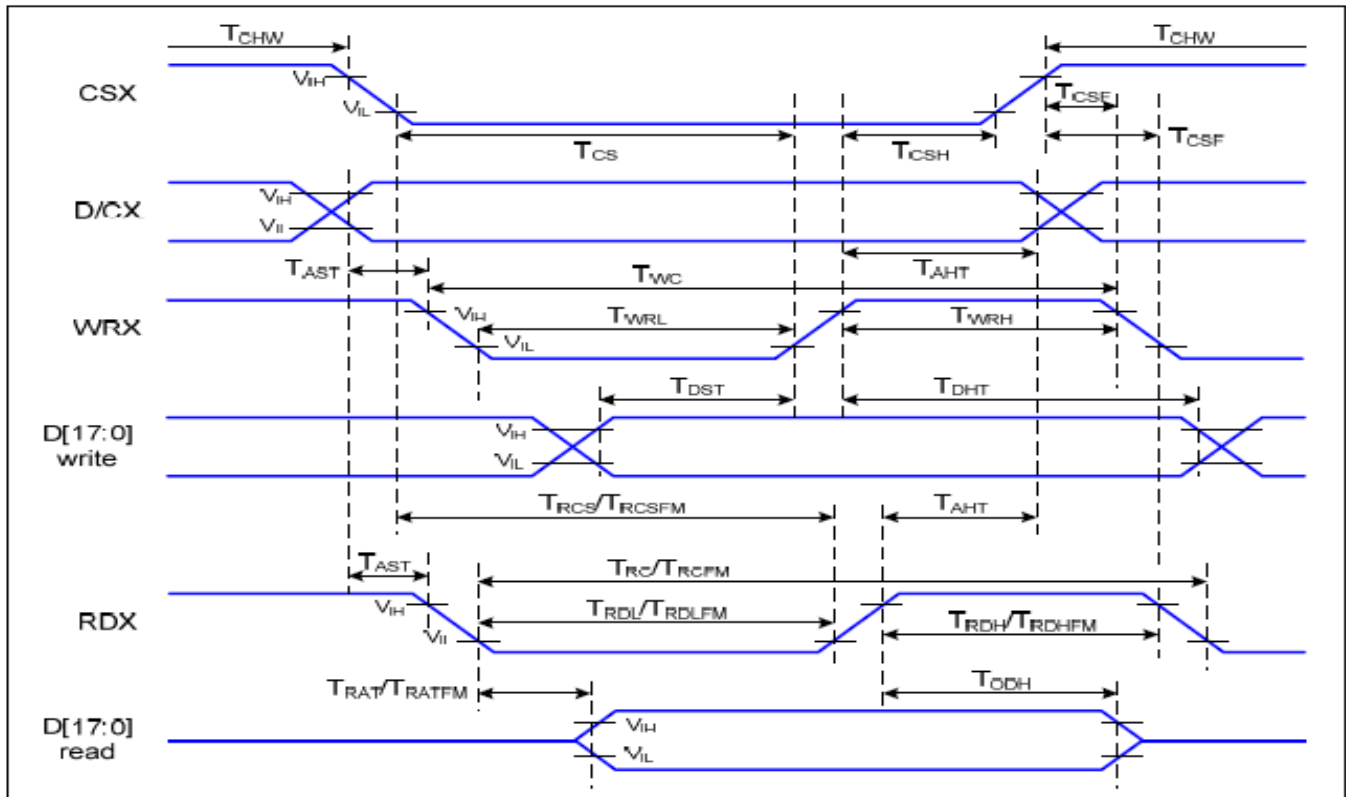 TCHW TCHW
CSX VIH
VIL
TCSF
TCS TCSH TCSF
D/CX VIH
VIL
TAST TWC TAHT
WRX VIH
VIL
TWRL TWRH
TDST TDHT
D[17:0]
write
VIH
VIL
TRCS/TRCSFM TAHT
TAST TRC/TRCFM
RDX VIH
VIL
TRDL/TRDLFM TRDH/TRDHFM
TRAT/TRATFM TODH
D[17:0]
read
VIH
VIL